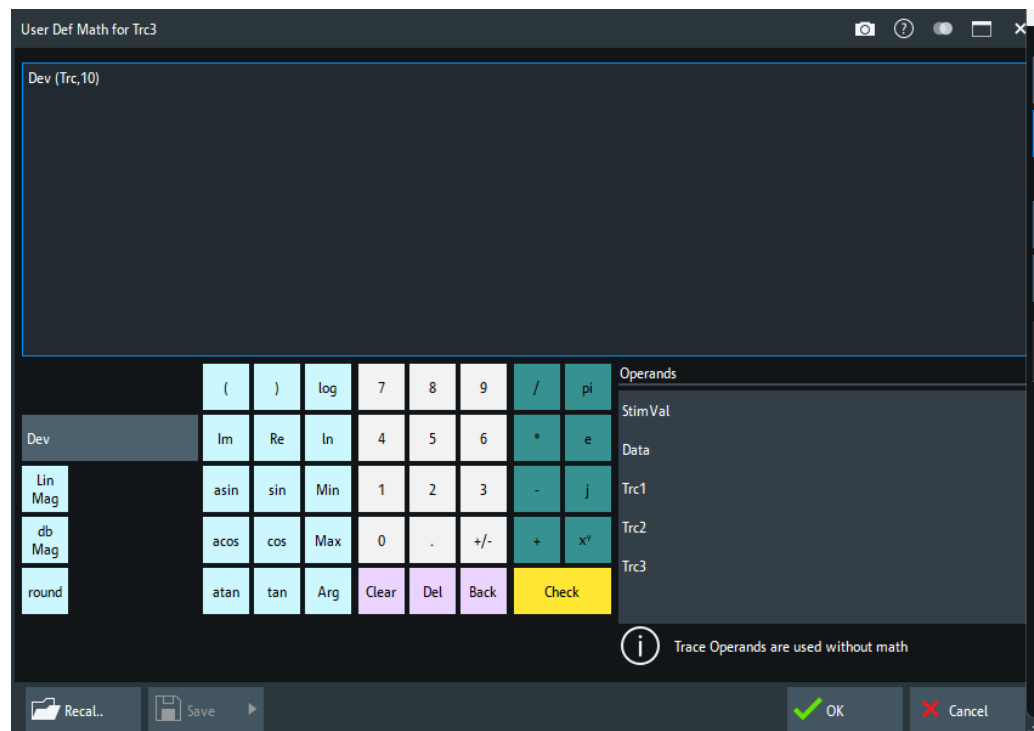 User Def Math for Trc3
Dev (Trc,10)
( ) log 7 8 9 / pi Operands
StimVal
Dev Im Re ln 4 5 6 * e
Data
Lin Mag asin sin Min 1 2 3 - j Trc1
Trc2
db Mag acos cos Max 0 . +/- + xʸ
Trc3
round atan tan Arg Clear Del Back Check
Trace Operands are used without math
Recal.. Save OK Cancel